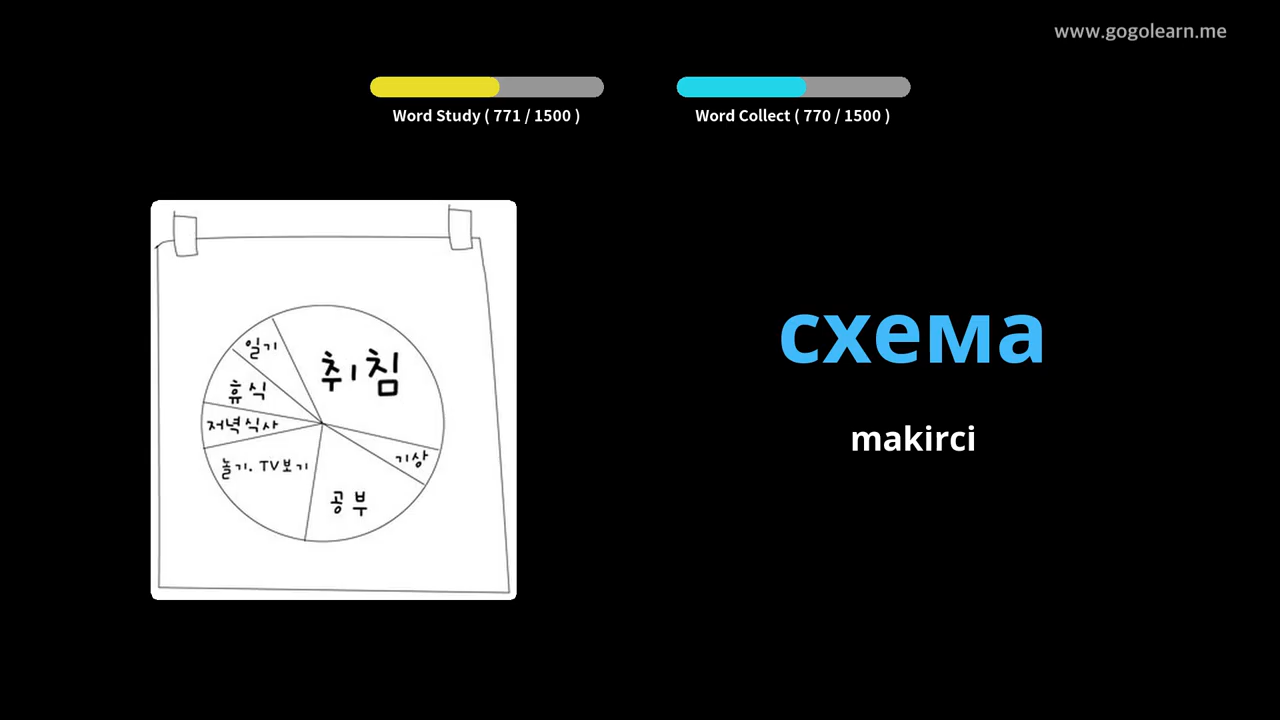 www.gogolearn.me
Word Study ( 771 / 1500 )
Word Collect ( 770 / 1500 )
일기
취침
휴식
저녁식사
놀기. TV보기
기상
공부
схема
makirci